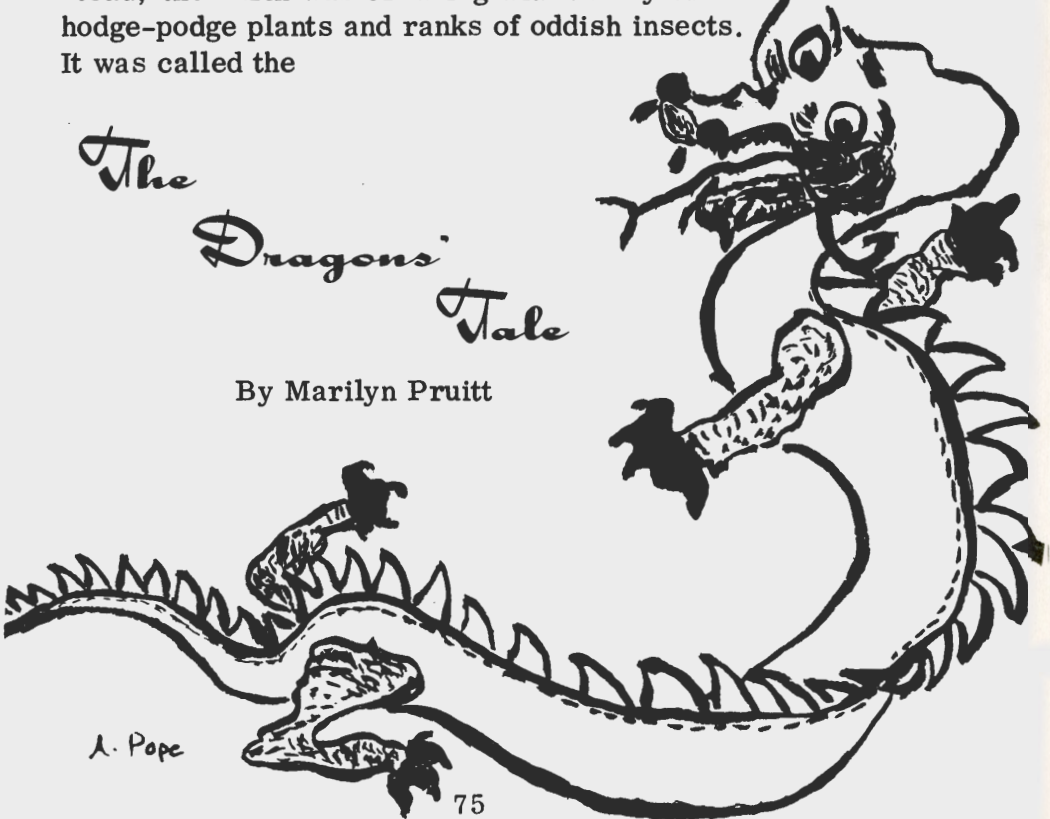 hodge-podge plants and ranks of oddish insects.
It was called the
The
Dragons'
Tale
By Marilyn Pruitt
A. Pope
75